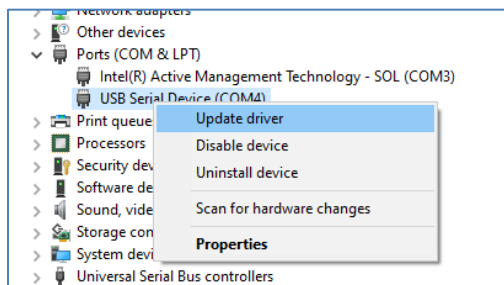 Network adapters
Other devices
Ports (COM & LPT)
Intel(R) Active Management Technology - SOL (COM3)
USB Serial Device (COM4)
Print queue
Update driver
Processors
Disable device
Security dev
Uninstall device
Software de
Sound, vide
Scan for hardware changes
Storage con
Properties
System devi
Universal Serial Bus controllers